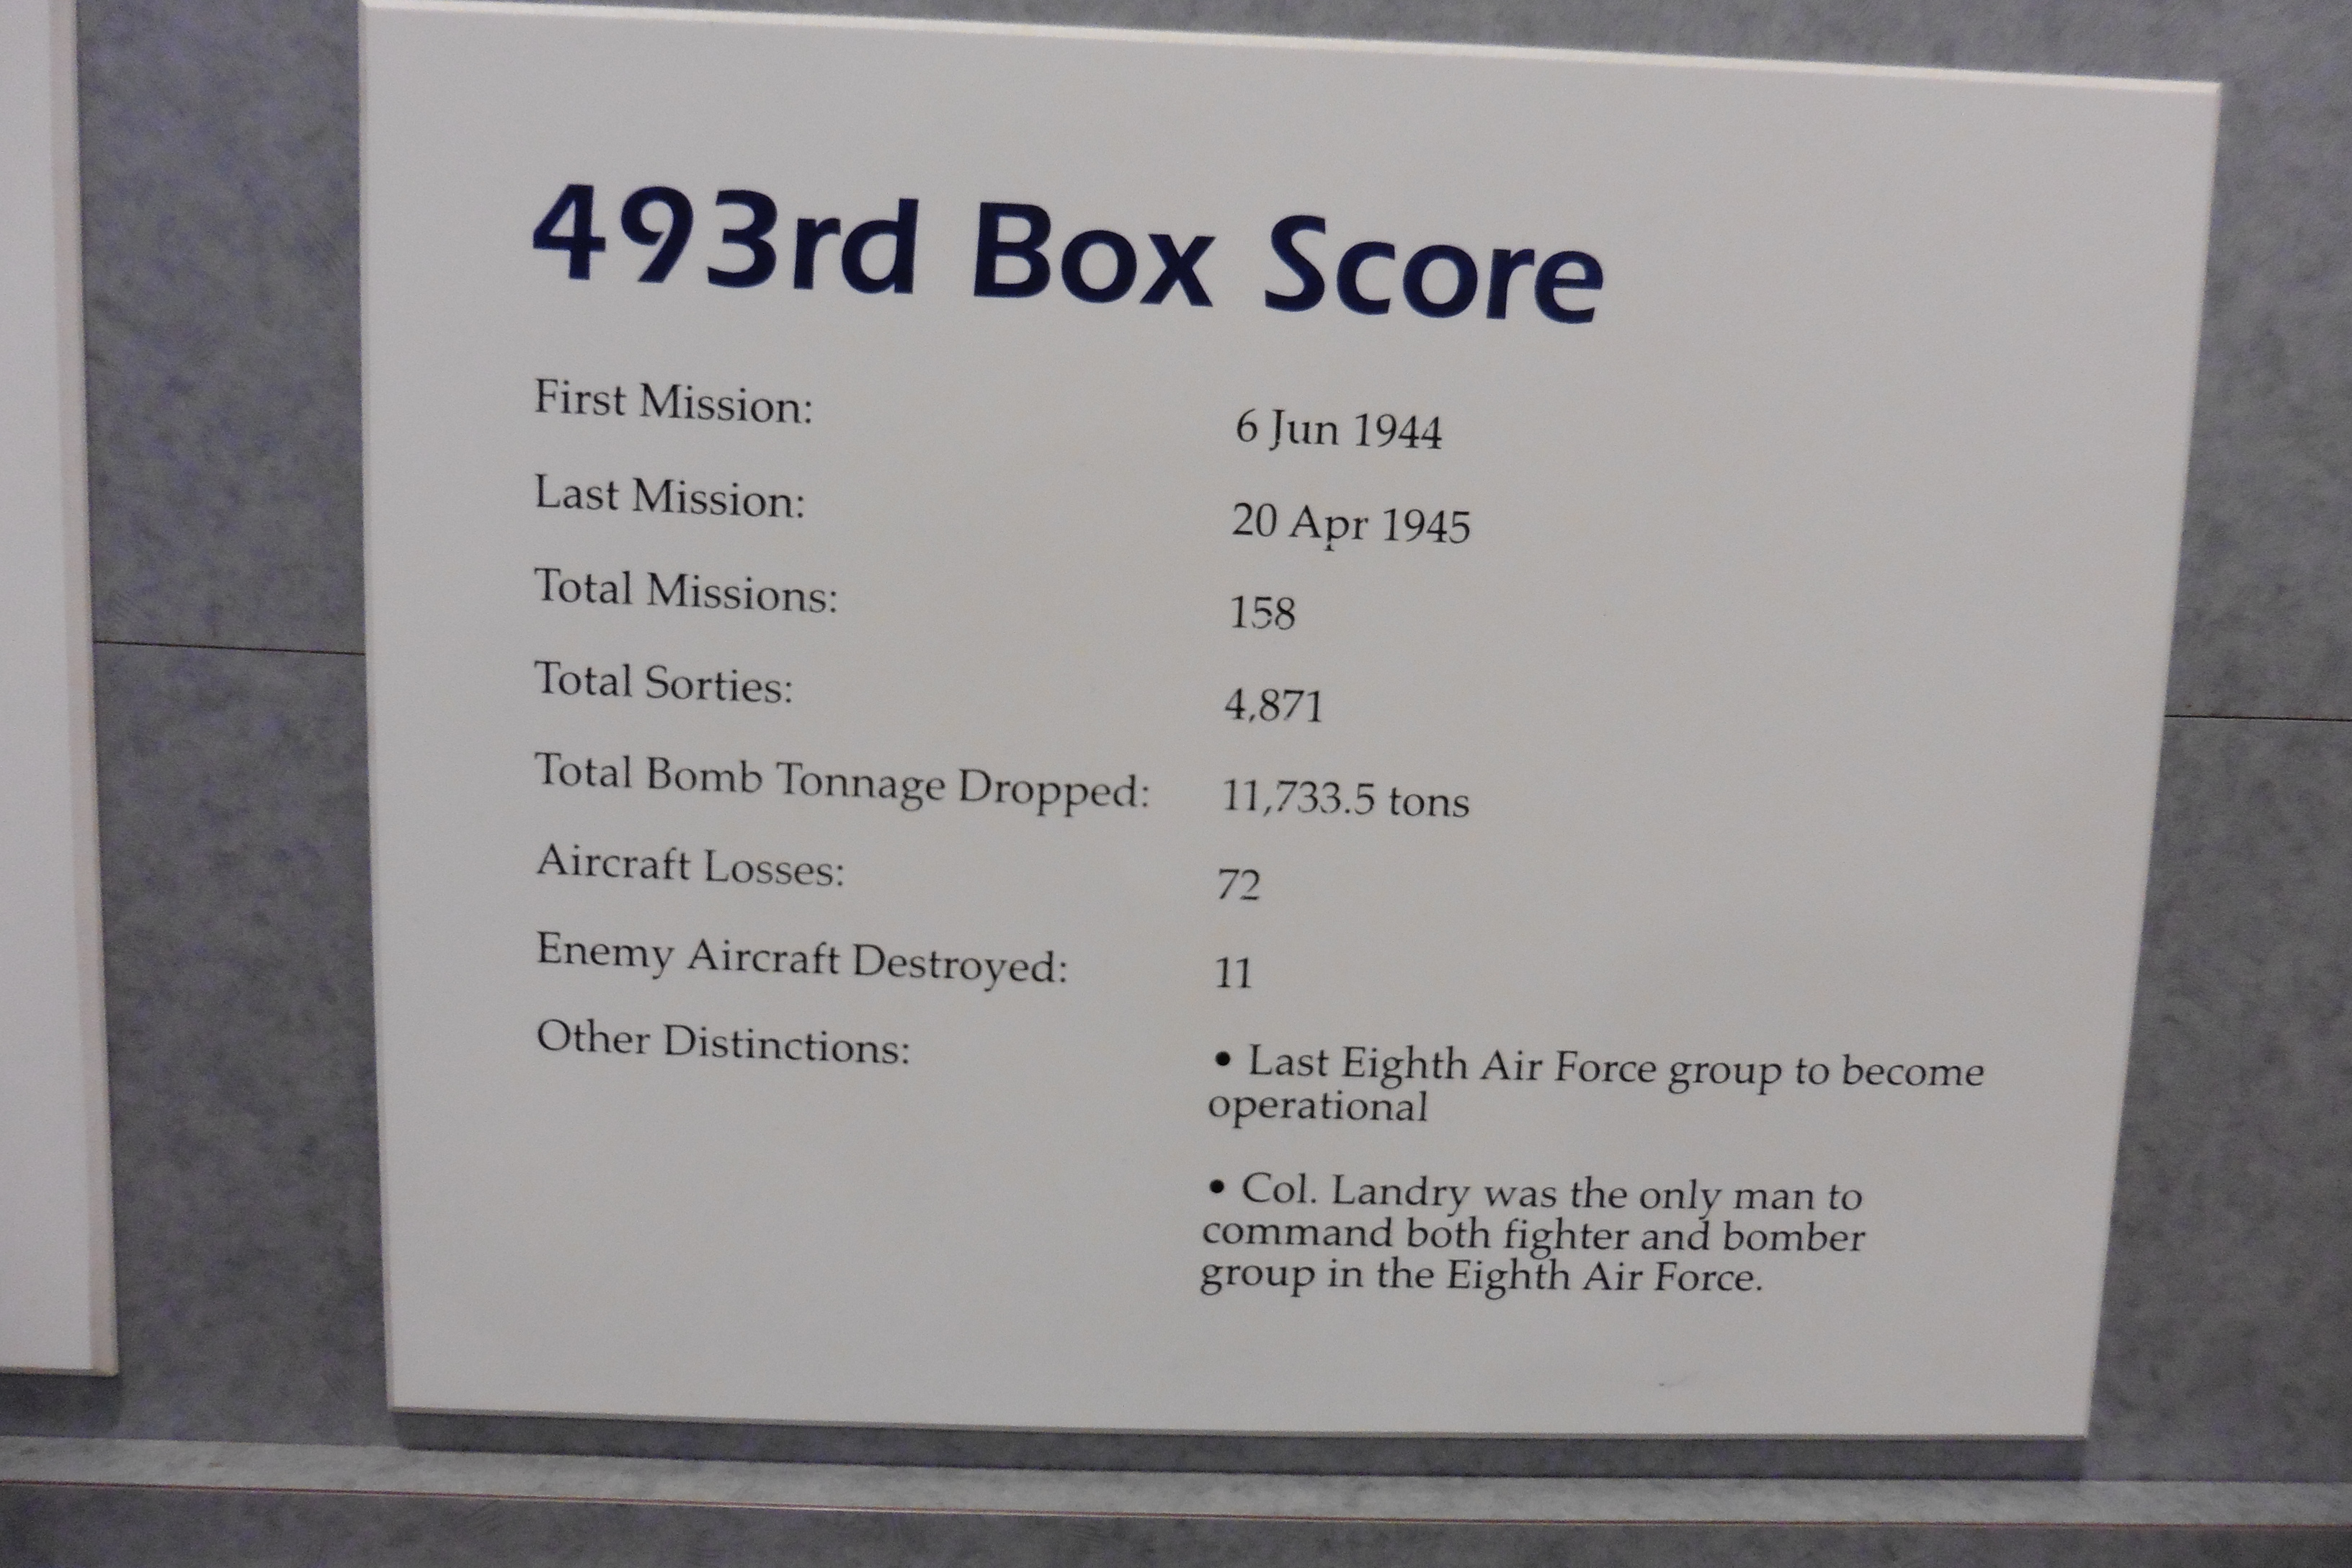 493rd Box Score
First Mission: 6 Jun 1944
Last Mission: 20 Apr 1945
Total Missions: 158
Total Sorties: 4,871
Total Bomb Tonnage Dropped: 11,733.5 tons
Aircraft Losses: 72
Enemy Aircraft Destroyed: 11
Other Distinctions: • Last Eighth Air Force group to become
operational
• Col. Landry was the only man to
command both fighter and bomber
group in the Eighth Air Force.